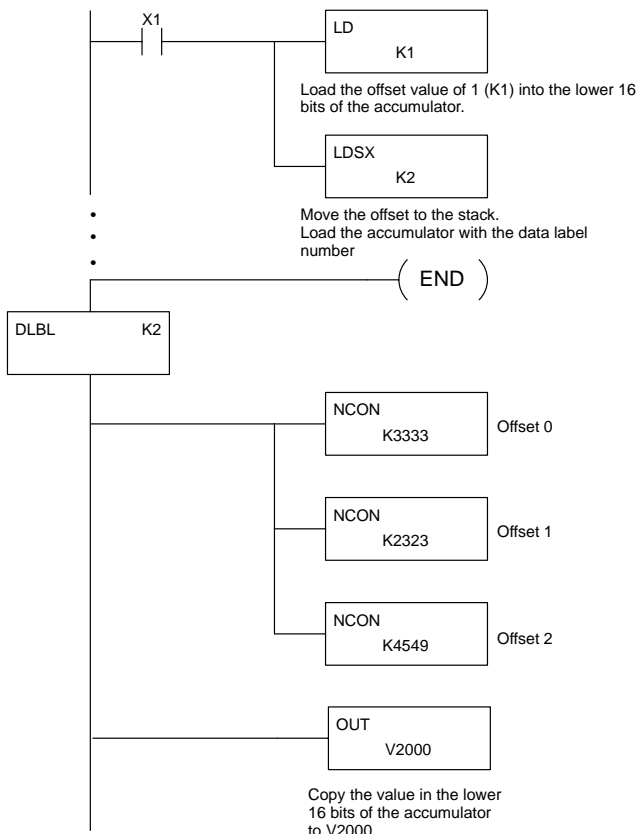 X1
LD
K1
Load the offset value of 1 (K1) into the lower 16
bits of the accumulator.
LDSX
K2
Move the offset to the stack.
Load the accumulator with the data label
number
END
DLBL K2
NCON
K3333
Offset 0
NCON
K2323
Offset 1
NCON
K4549
Offset 2
OUT
V2000
Copy the value in the lower
16 bits of the accumulator
to V2000